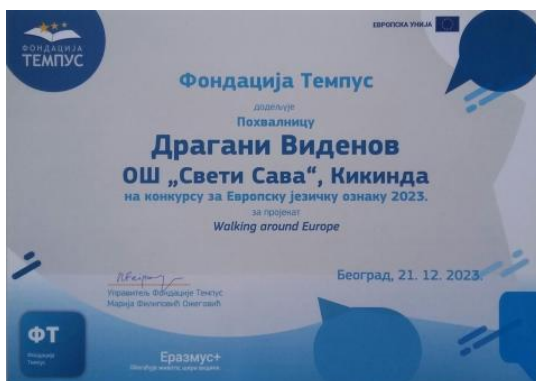 ФОНДАЦИЈА
ТЕМПУС
ЕВРОПСКА УНИЈА
Фондација Темпус
додељује
Похвалницу
Драгани Виденов
ОШ „Свети Сава“, Кикинда
на конкурсу за Европску језичку ознаку 2023.
за пројекат
Walking around Europe
Београд, 21. 12. 2023.
Управитељ Фондације Темпус
Марија Филиповић Ожеговић
ФТ
Фондација
Темпус
Еразмус+